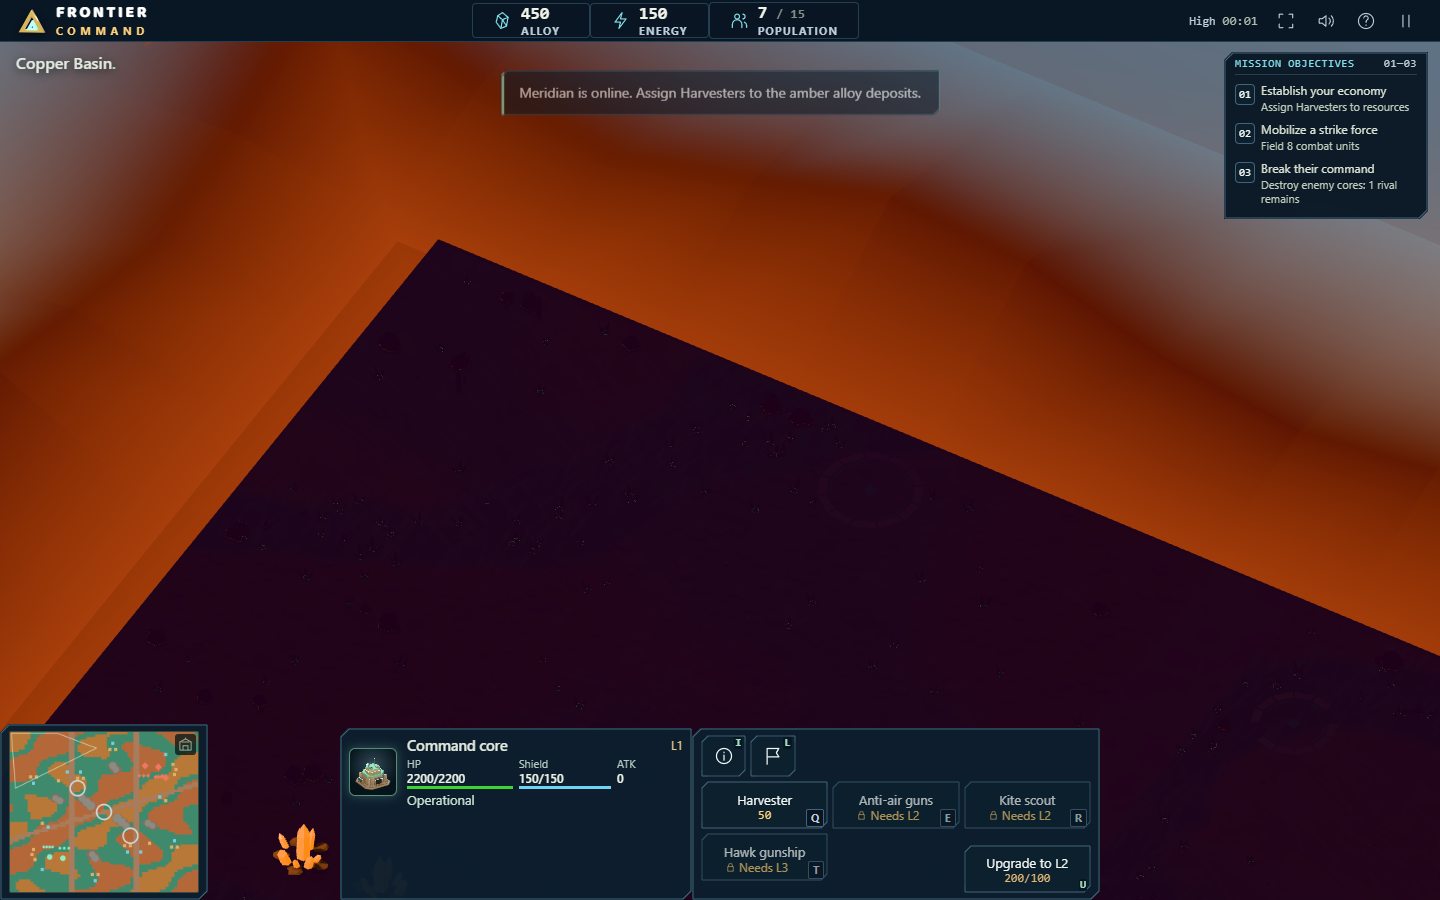 FRONTIER
COMMAND
450
ALLOY
150
ENERGY
7 / 15
POPULATION
High 00:01
Copper Basin.
Meridian is online. Assign Harvesters to the amber alloy deposits.
MISSION OBJECTIVES 01—03
01 Establish your economy
Assign Harvesters to resources
02 Mobilize a strike force
Field 8 combat units
03 Break their command
Destroy enemy cores: 1 rival
remains
Command core L1
HP Shield ATK
2200/2200 150/150 0
Operational
I L
Harvester
50 Q
Anti-air guns
Needs L2 E
Kite scout
Needs L2 R
Hawk gunship
Needs L3 T
Upgrade to L2
200/100 U